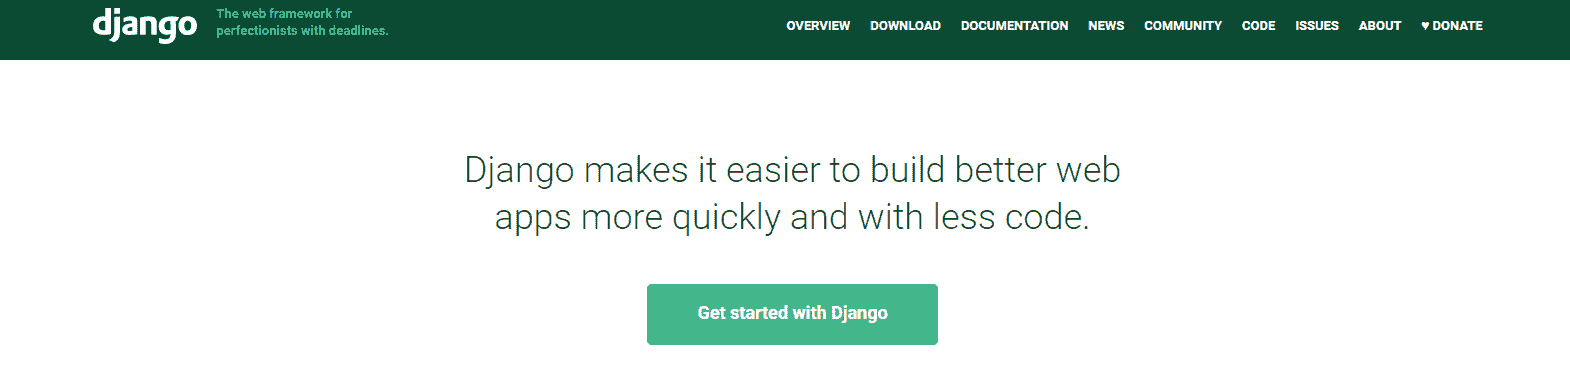 django
The web framework for
perfectionists with deadlines.
OVERVIEW DOWNLOAD DOCUMENTATION NEWS COMMUNITY CODE ISSUES ABOUT ♥ DONATE
Django makes it easier to build better web
apps more quickly and with less code.
Get started with Django